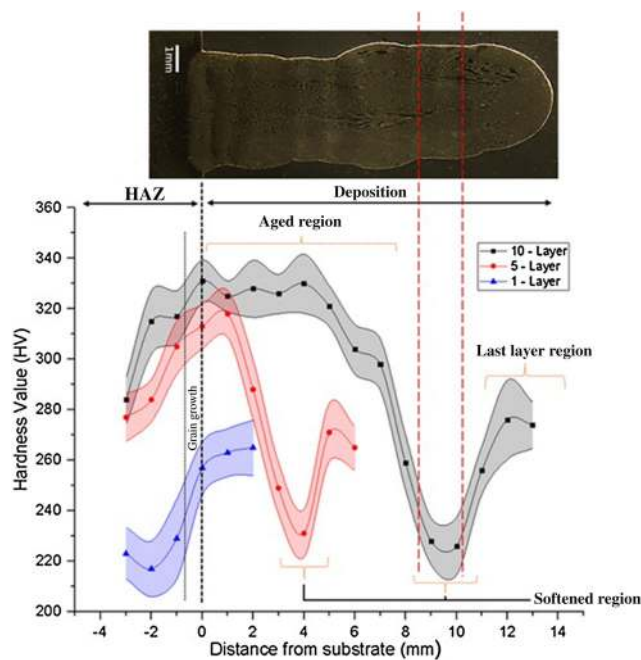 1mm
HAZ
Deposition
360
340
320
300
280
260
240
220
200
Hardness Value (HV)
Aged region
10 - Layer
5 - Layer
1 - Layer
Last layer region
Grain growth
Softened region
-4 -2 0 2 4 6 8 10 12 14
Distance from substrate (mm)